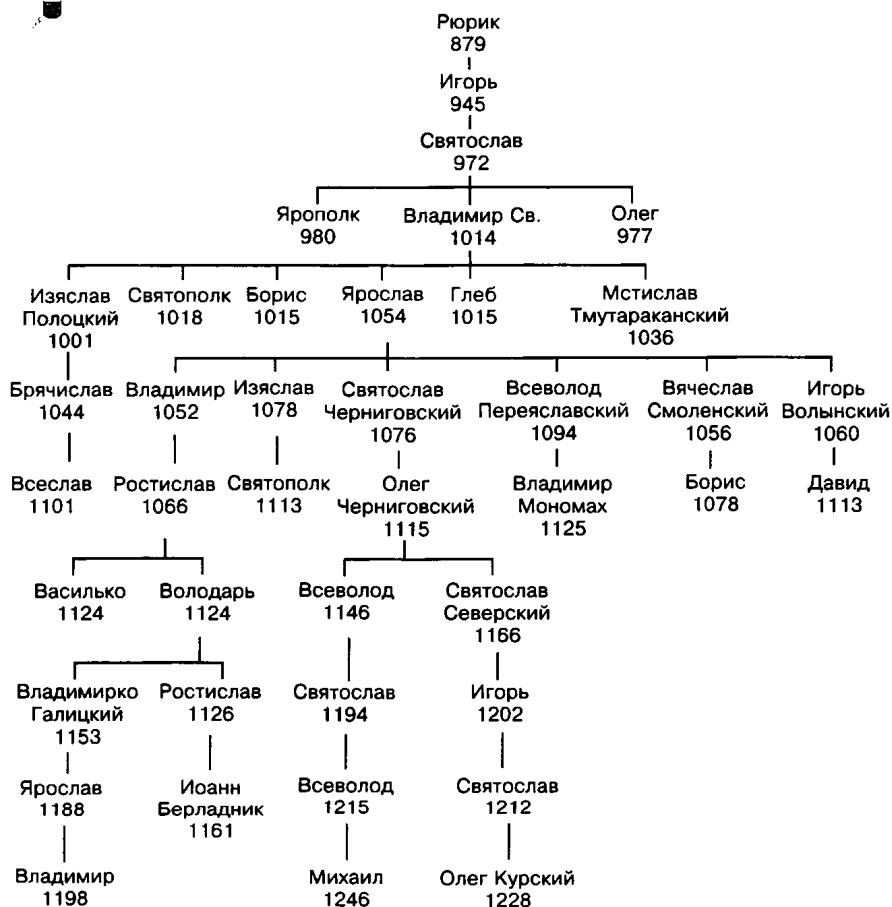 Рюрик
879
Игорь
945
Святослав
972
Ярополк Владимир Св. Олег
980 1014 977
Изяслав Святополк Борис Ярослав Глеб Мстислав
Полоцкий 1018 1015 1054 1015 Тмутараканский
1001 1036
Брячислав Владимир Изяслав Святослав Всеволод Вячеслав Игорь
1044 1052 1078 Черниговский Переяславский Смоленский Волынский
1076 1094 1056 1060
Всеслав Ростислав Святополк Олег Владимир Борис Давид
1101 1066 1113 Черниговский Мономах 1078 1113
1115 1125
Василько Володарь Всеволод Святослав
1124 1124 1146 Северский
1166
Владимирко Ростислав Святослав Игорь
Галицкий 1126 1194 1202
1153
Ярослав Иоанн Всеволод Святослав
1188 Берладник 1215 1212
1161
Владимир Михаил Олег Курский
1198 1246 1228